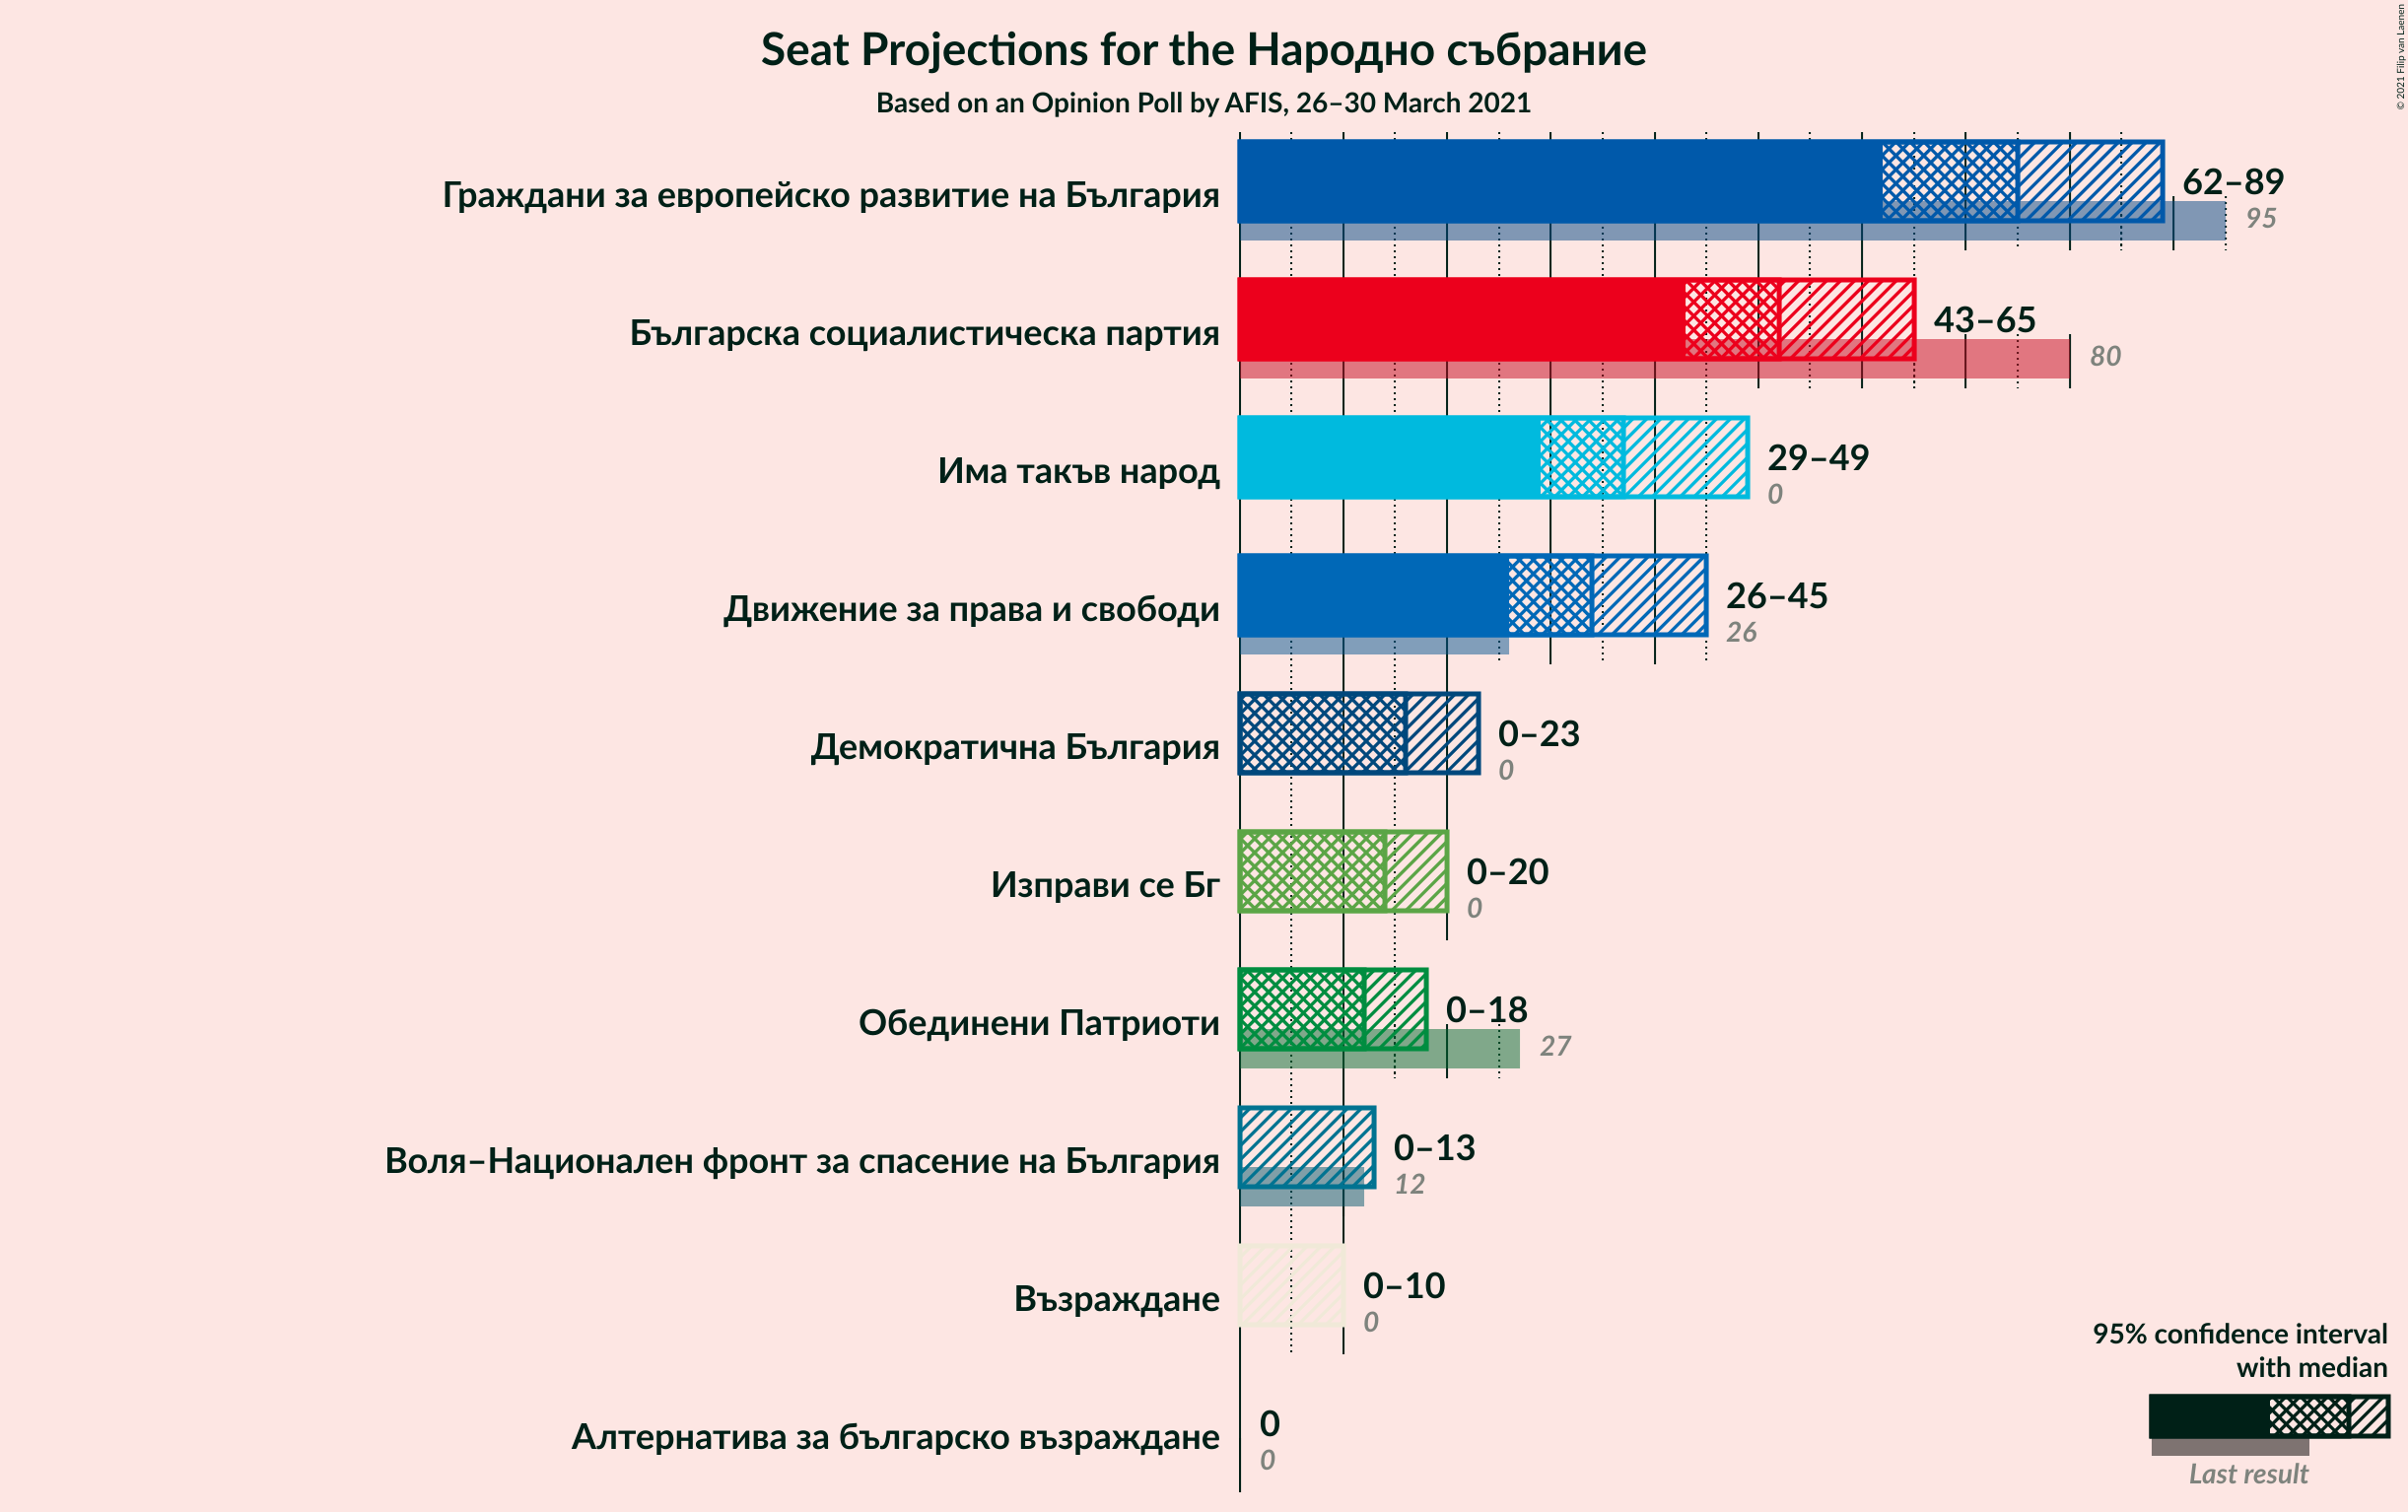 Seat Projections for the Народно събрание
Based on an Opinion Poll by AFIS, 26–30 March 2021
© 2021 Filip van Laenen
Граждани за европейско развитие на България
62–89
95
Българска социалистическа партия
43–65
80
Има такъв народ
29–49
0
Движение за права и свободи
26–45
26
Демократична България
0–23
0
Изправи се Бг
0–20
0
Обединени Патриоти
0–18
27
Воля–Национален фронт за спасение на България
0–13
12
Възраждане
0–10
0
Алтернатива за българско възраждане
0
0
95% confidence interval
with median
Last result